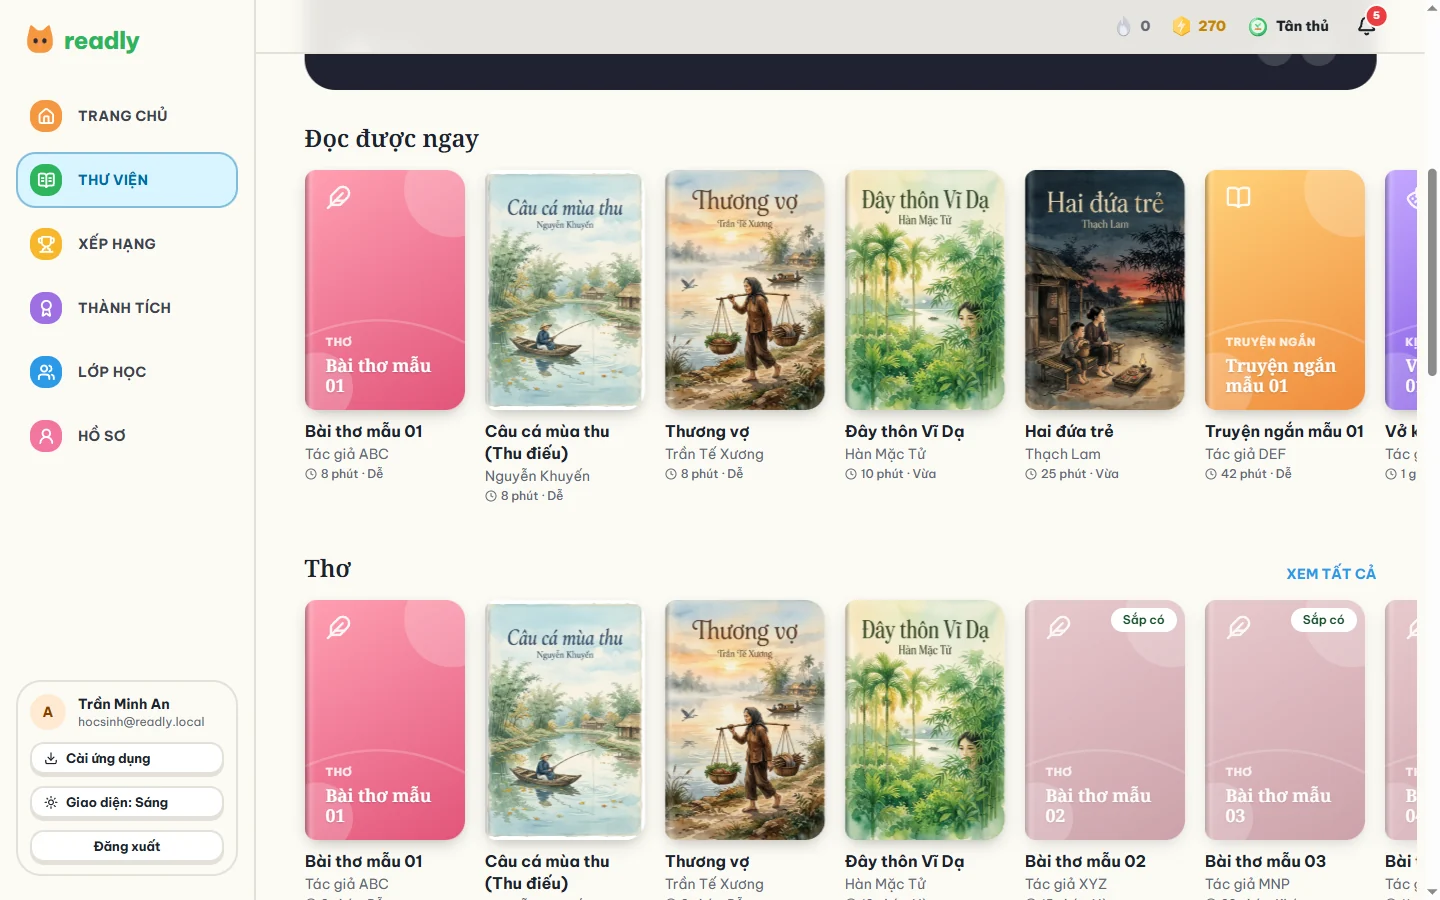 readly
0
270
Tân thủ
5
TRANG CHỦ
THƯ VIỆN
XẾP HẠNG
THÀNH TÍCH
LỚP HỌC
HỒ SƠ
Trần Minh An
A
hocsinh@readly.local
Cài ứng dụng
Giao diện: Sáng
Đăng xuất
Đọc được ngay
THƠ
Bài thơ mẫu
01
Bài thơ mẫu 01
Tác giả ABC
8 phút · Dễ
Câu cá mùa thu
Nguyễn Khuyến
Câu cá mùa thu
(Thu điếu)
Nguyễn Khuyến
8 phút · Dễ
Thương vợ
Trần Tế Xương
Thương vợ
Trần Tế Xương
8 phút · Dễ
Đây thôn Vĩ Dạ
Hàn Mặc Tử
Đây thôn Vĩ Dạ
Hàn Mặc Tử
10 phút · Vừa
Hai đứa trẻ
Thạch Lam
Hai đứa trẻ
Thạch Lam
25 phút · Vừa
TRUYỆN NGẮN
Truyện ngắn
mẫu 01
Truyện ngắn mẫu 01
Tác giả DEF
42 phút · Dễ
Vở
Tác
Thơ
XEM TẤT CẢ
THƠ
Bài thơ mẫu
01
Bài thơ mẫu 01
Tác giả ABC
Câu cá mùa thu
Nguyễn Khuyến
Câu cá mùa thu
(Thu điếu)
Thương vợ
Trần Tế Xương
Thương vợ
Trần Tế Xương
Đây thôn Vĩ Dạ
Hàn Mặc Tử
Đây thôn Vĩ Dạ
Hàn Mặc Tử
Sắp có
THƠ
Bài thơ mẫu
02
Bài thơ mẫu 02
Tác giả XYZ
Sắp có
THƠ
Bài thơ mẫu
03
Bài thơ mẫu 03
Tác giả MNP
Tác